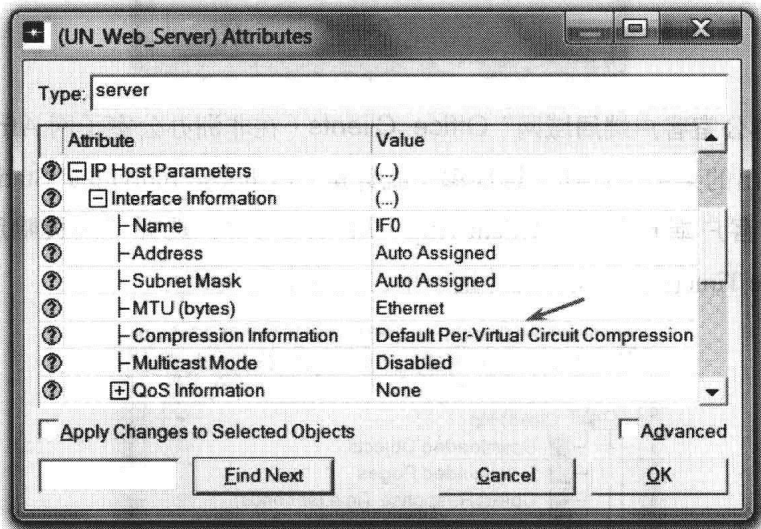 (UN_Web_Server) Attributes
Type: server
Attribute Value
IP Host Parameters (...)
Interface Information (...)
Name IF0
Address Auto Assigned
Subnet Mask Auto Assigned
MTU (bytes) Ethernet
Compression Information Default Per-Virtual Circuit Compression
Multicast Mode Disabled
QoS Information None
Apply Changes to Selected Objects Advanced
Find Next Cancel OK